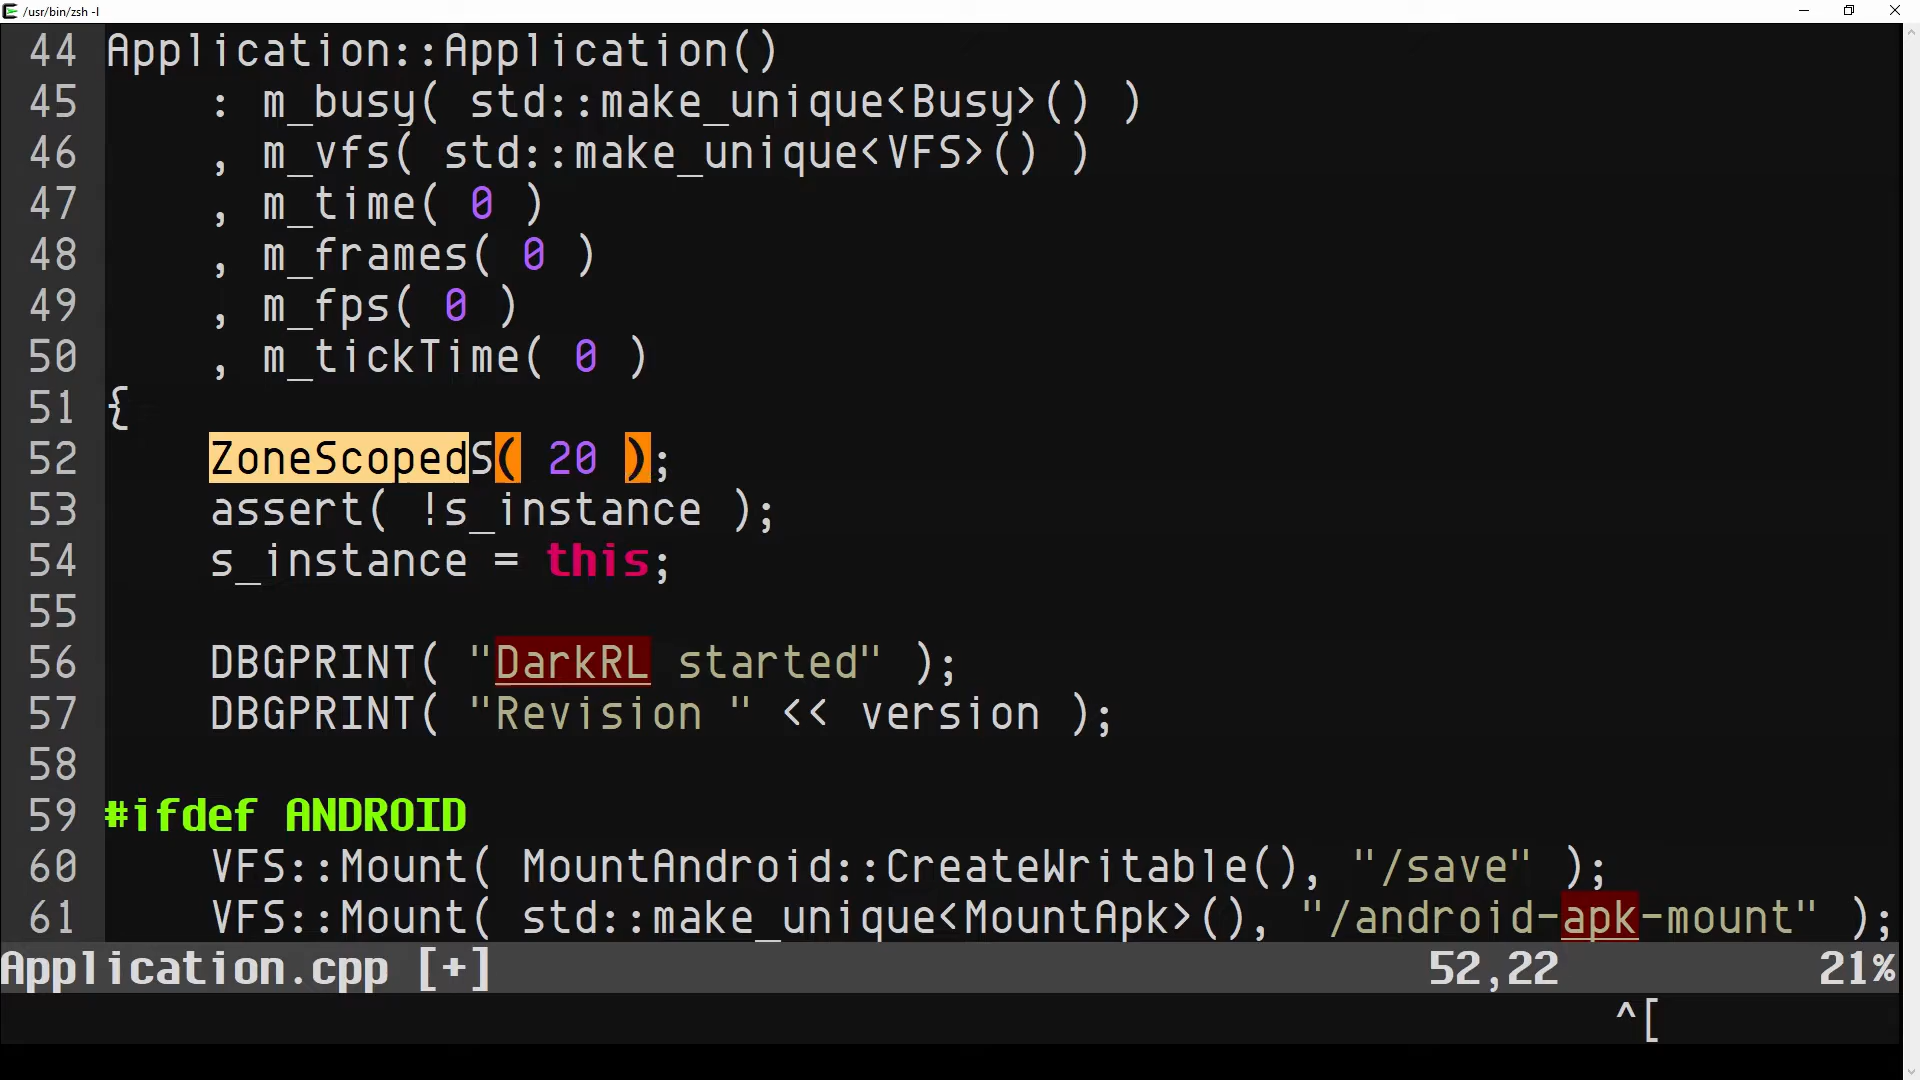 /usr/bin/zsh -l
44 Application::Application()
45     : m_busy( std::make_unique<Busy>() )
46     , m_vfs( std::make_unique<VFS>() )
47     , m_time( 0 )
48     , m_frames( 0 )
49     , m_fps( 0 )
50     , m_tickTime( 0 )
51 {
52     ZoneScopedS( 20 );
53     assert( !s_instance );
54     s_instance = this;
55
56     DBGPRINT( "DarkRL started" );
57     DBGPRINT( "Revision " << version );
58
59 #ifdef ANDROID
60     VFS::Mount( MountAndroid::CreateWritable(), "/save" );
61     VFS::Mount( std::make_unique<MountApk>(), "/android-apk-mount" );
Application.cpp [+] 52,22 21%
^[